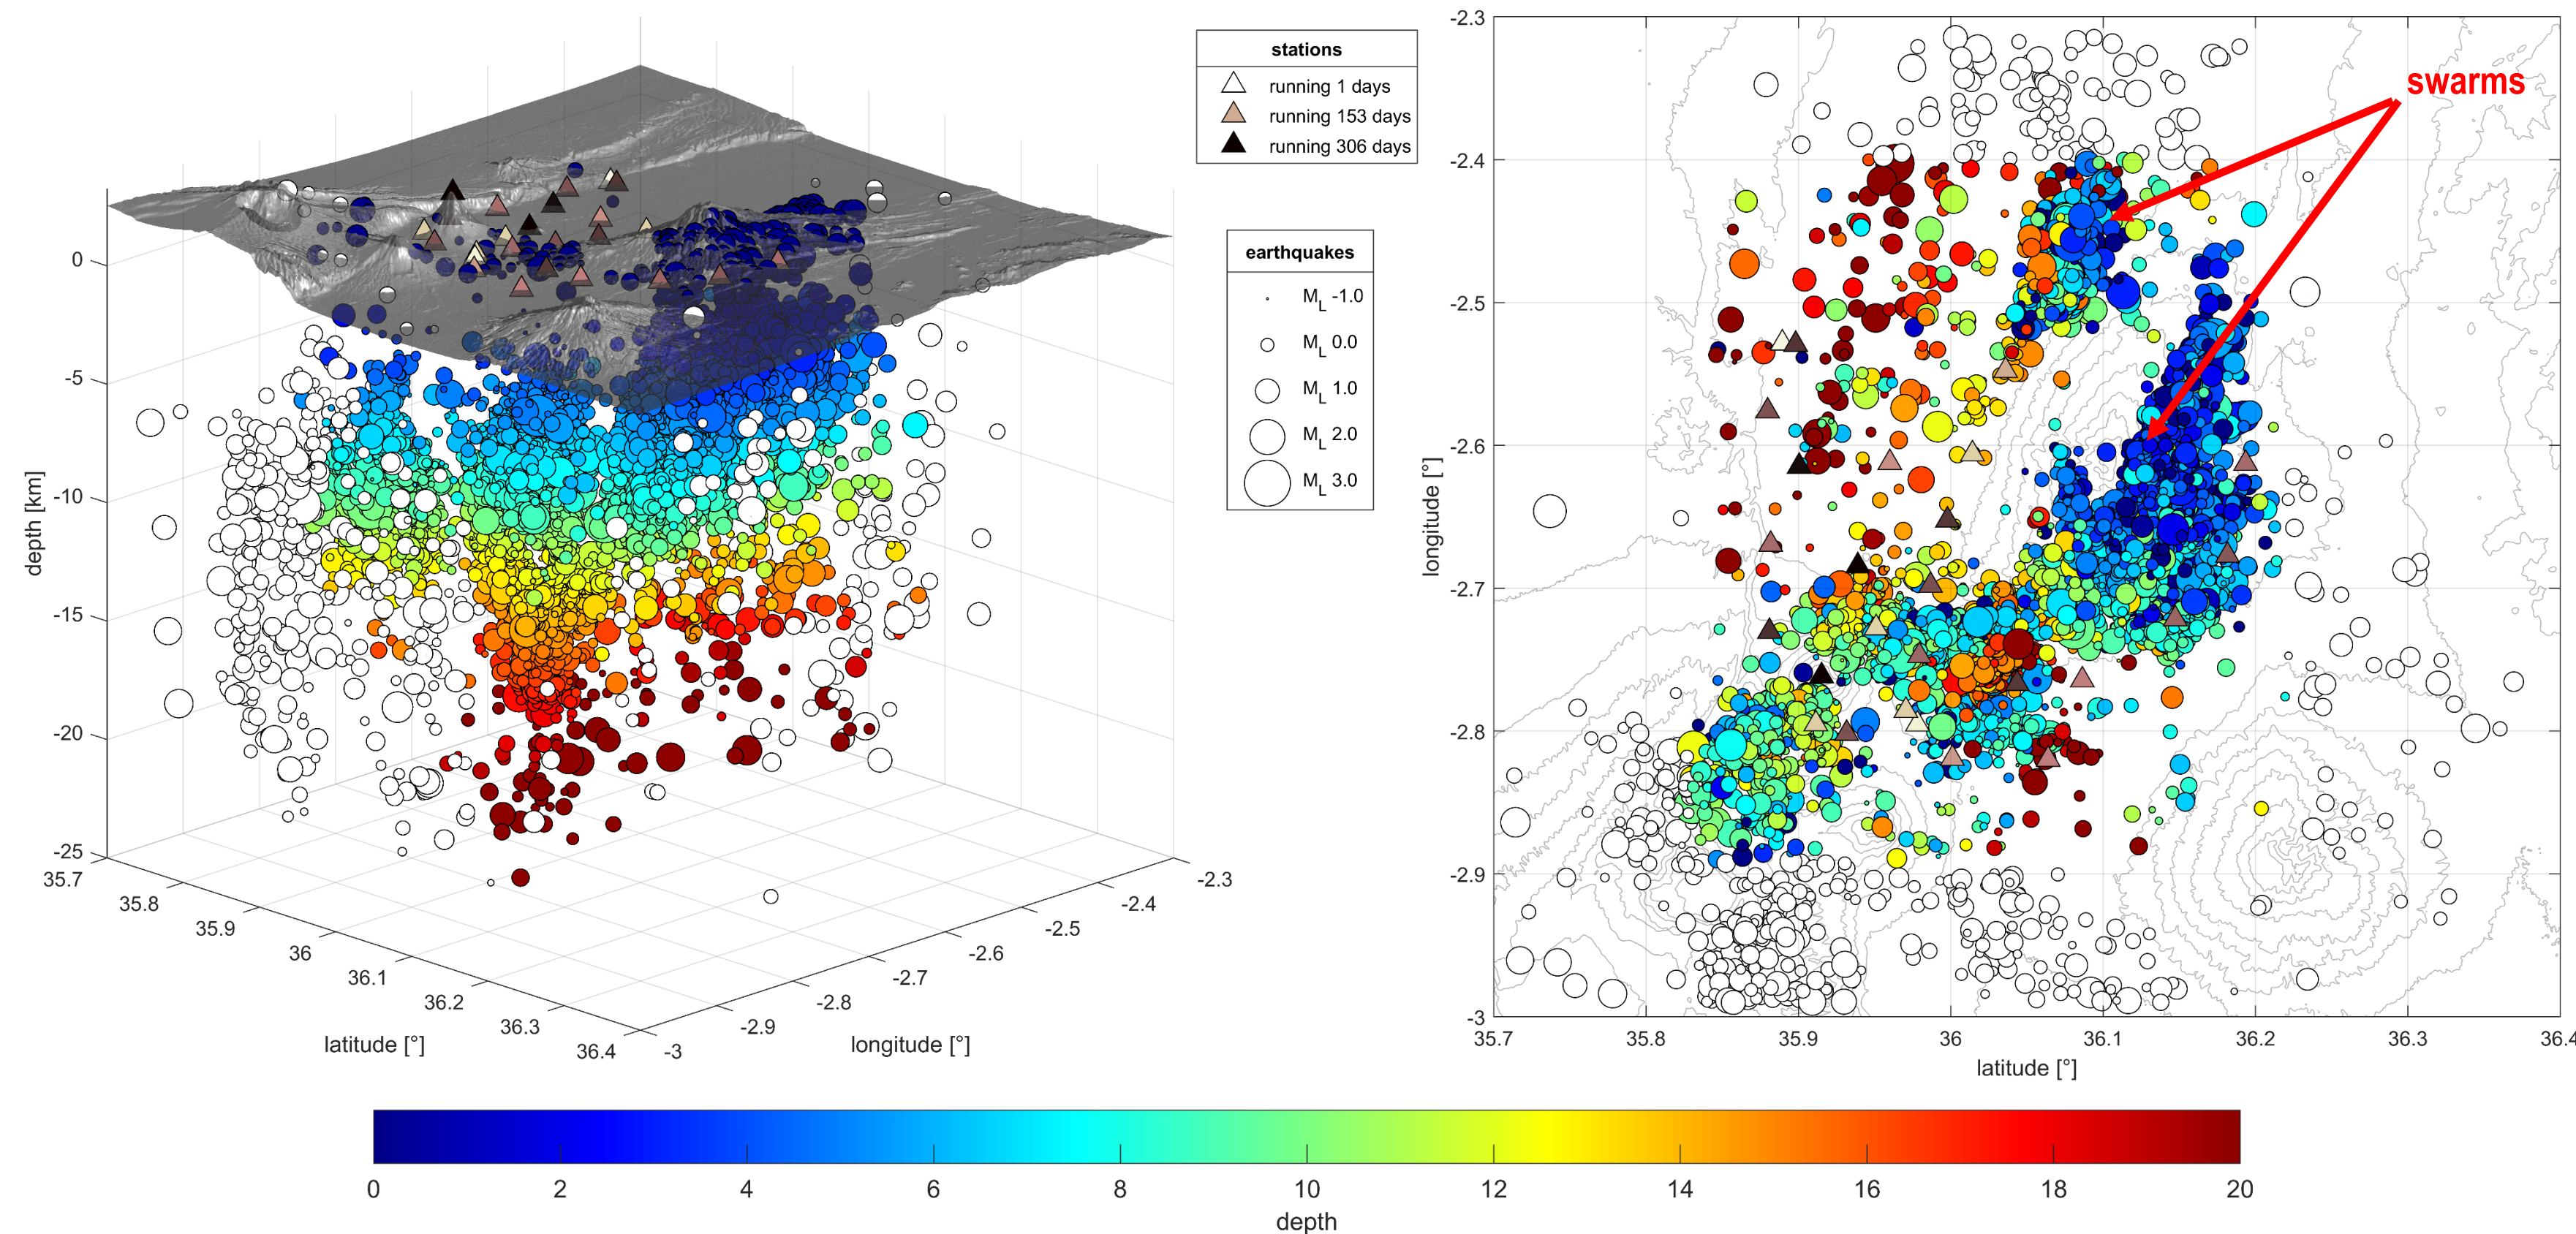 0
-5
-10
-15
-20
-25
depth [km]
35.7
35.8
35.9
36
36.1
36.2
36.3
36.4
latitude [°]
-3
-2.9
-2.8
-2.7
-2.6
-2.5
-2.4
-2.3
longitude [°]
stations
running 1 days
running 153 days
running 306 days
earthquakes
ML -1.0
ML 0.0
ML 1.0
ML 2.0
ML 3.0
swarms
-2.3
-2.4
-2.5
-2.6
-2.7
-2.8
-2.9
-3
longitude [°]
35.7
35.8
35.9
36
36.1
36.2
36.3
36.4
latitude [°]
0
2
4
6
8
10
12
14
16
18
20
depth